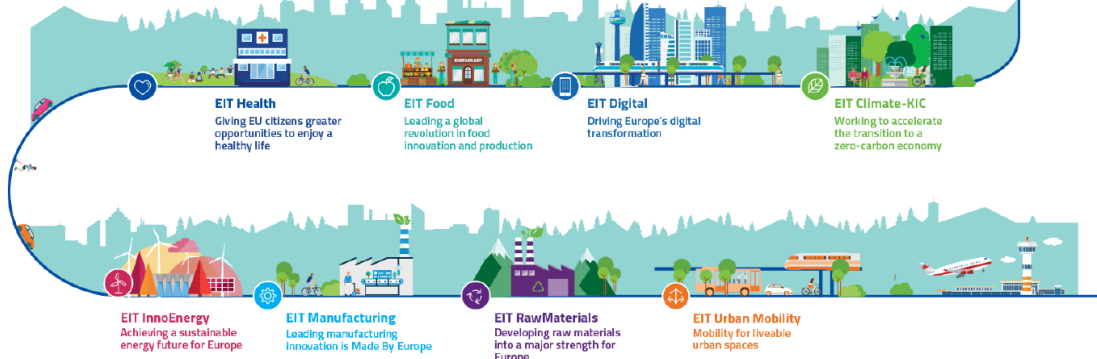 RESTAURANT
EIT Health
Giving EU citizens greater
opportunities to enjoy a
healthy life
EIT Food
Leading a global
revolution in food
innovation and production
EIT Digital
Driving Europe's digital
transformation
EIT Climate-KIC
Working to accelerate
the transition to a
zero-carbon economy
EIT InnoEnergy
Achieving a sustainable
energy future for Europe
EIT Manufacturing
Leading manufacturing
innovation is Made By Europe
EIT RawMaterials
Developing raw materials
into a major strength for
Europe
EIT Urban Mobility
Mobility for liveable
urban spaces